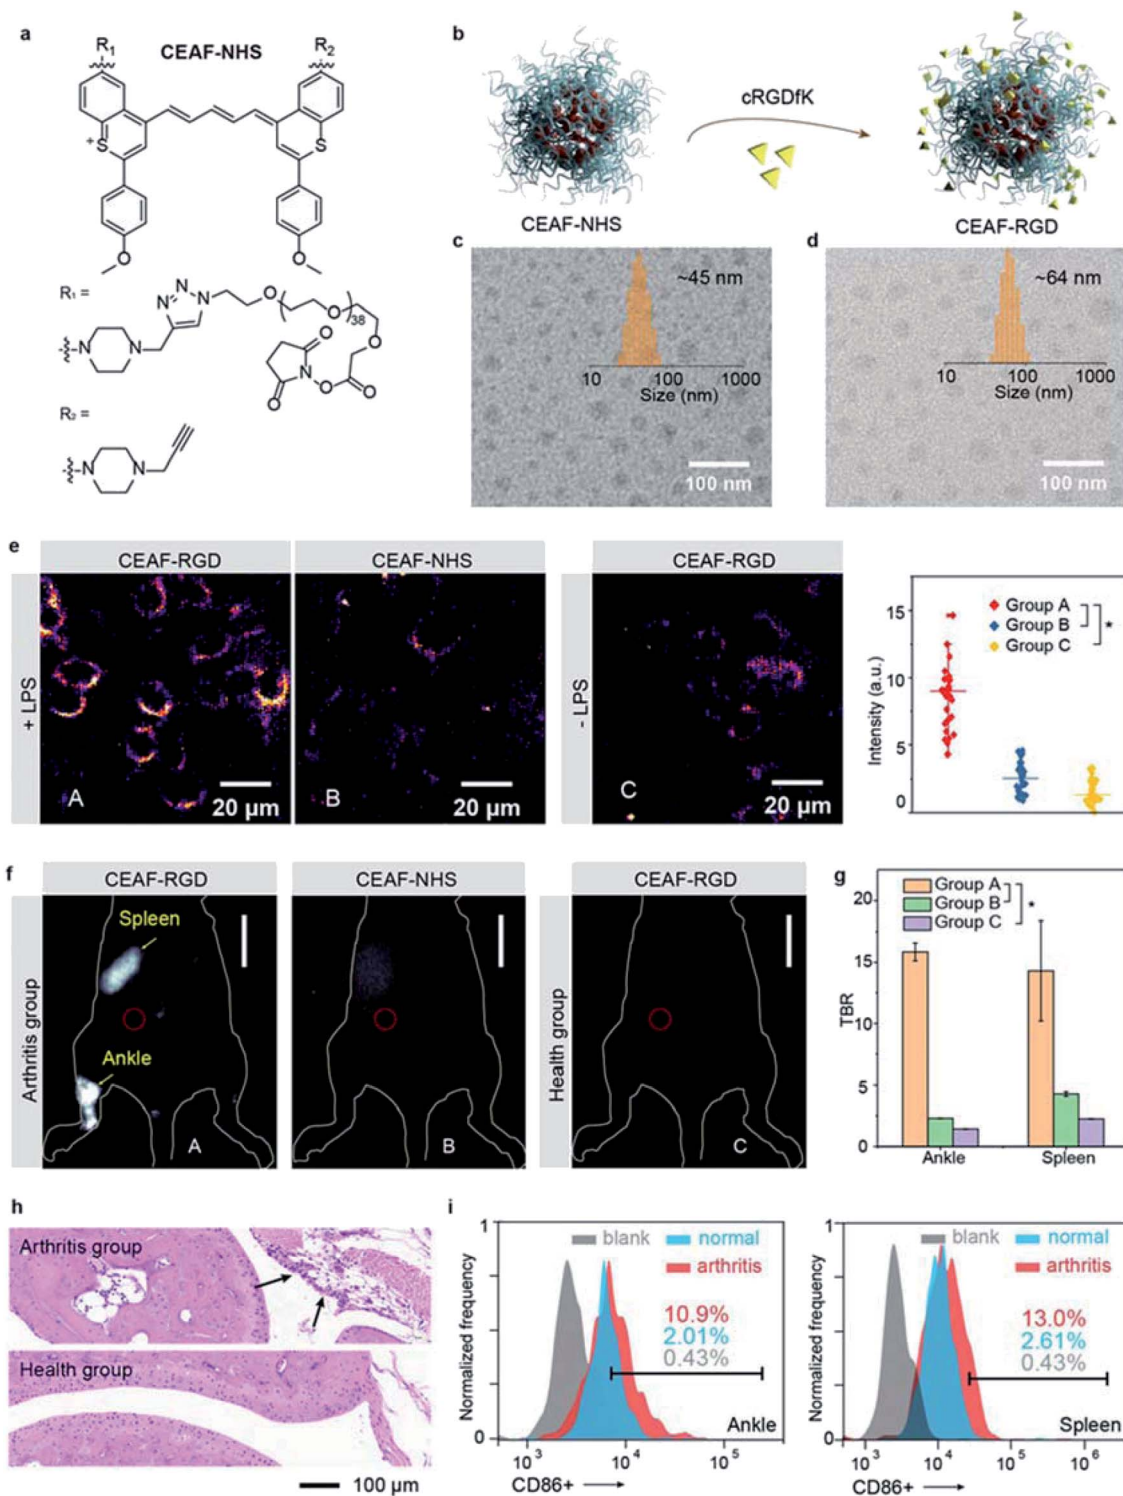 a
R1
CEAF-NHS
R2
S
+
S
O
O
R1 =
N
N
N
O
O
O
38
O
N
N
O
N
O
O
O
R2 =
N
N
b
cRGDfK
CEAF-NHS
CEAF-RGD
c
~45 nm
10 100 1000
Size (nm)
100 nm
d
~64 nm
10 100 1000
Size (nm)
100 nm
e
CEAF-RGD
CEAF-NHS
CEAF-RGD
+ LPS
- LPS
A
20 µm
B
20 µm
C
20 µm
Intensity (a.u.)
15
10
5
0
Group A
Group B
Group C
*
f
CEAF-RGD
CEAF-NHS
CEAF-RGD
Arthritis group
Health group
Spleen
Ankle
A
B
C
g
TBR
20
15
10
5
0
Group A
Group B
Group C
*
Ankle Spleen
h
Arthritis group
Health group
100 µm
i
Normalized frequency
1
0
blank normal
arthritis
10.9%
2.01%
0.43%
Ankle
10³ 10⁴ 10⁵
CD86+
Normalized frequency
1
0
blank normal
arthritis
13.0%
2.61%
0.43%
Spleen
10³ 10⁴ 10⁵ 10⁶
CD86+